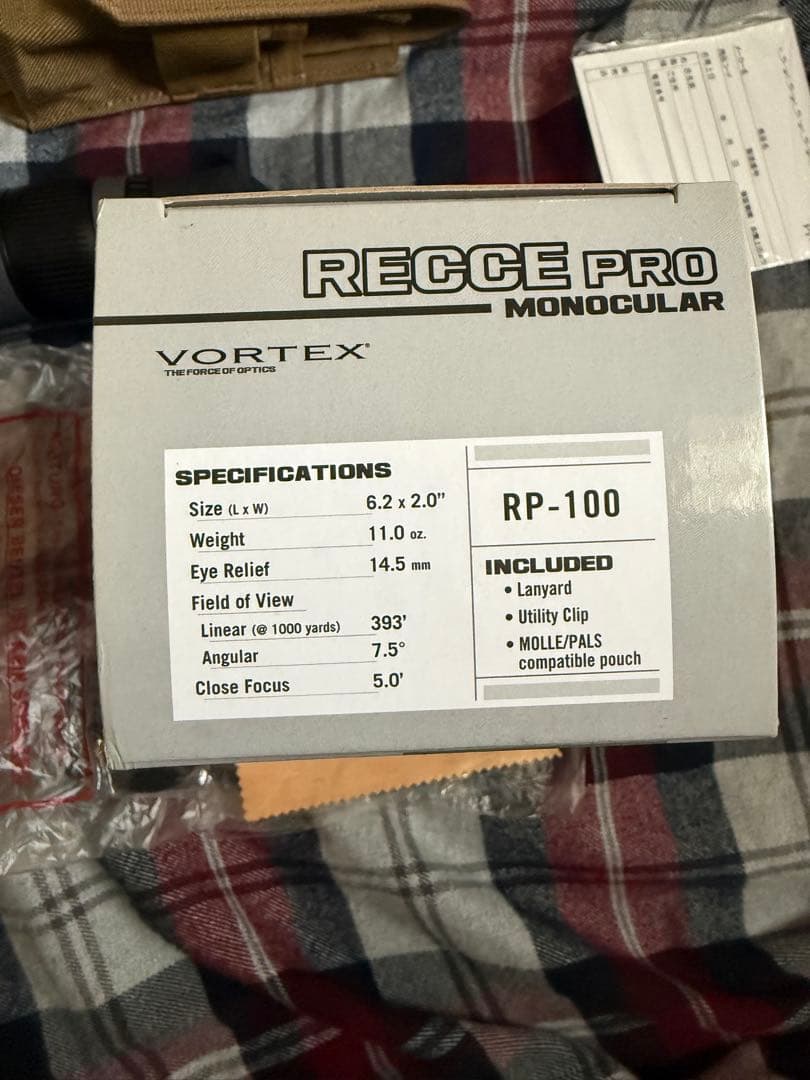 RECCE PRO
MONOCULAR
VORTEX®
THE FORCE OF OPTICS
SPECIFICATIONS
Size (L x W) 6.2 x 2.0"
Weight 11.0 oz.
Eye Relief 14.5 mm
Field of View
Linear (@ 1000 yards) 393'
Angular 7.5°
Close Focus 5.0'
RP-100
INCLUDED
• Lanyard
• Utility Clip
• MOLLE/PALS
compatible pouch